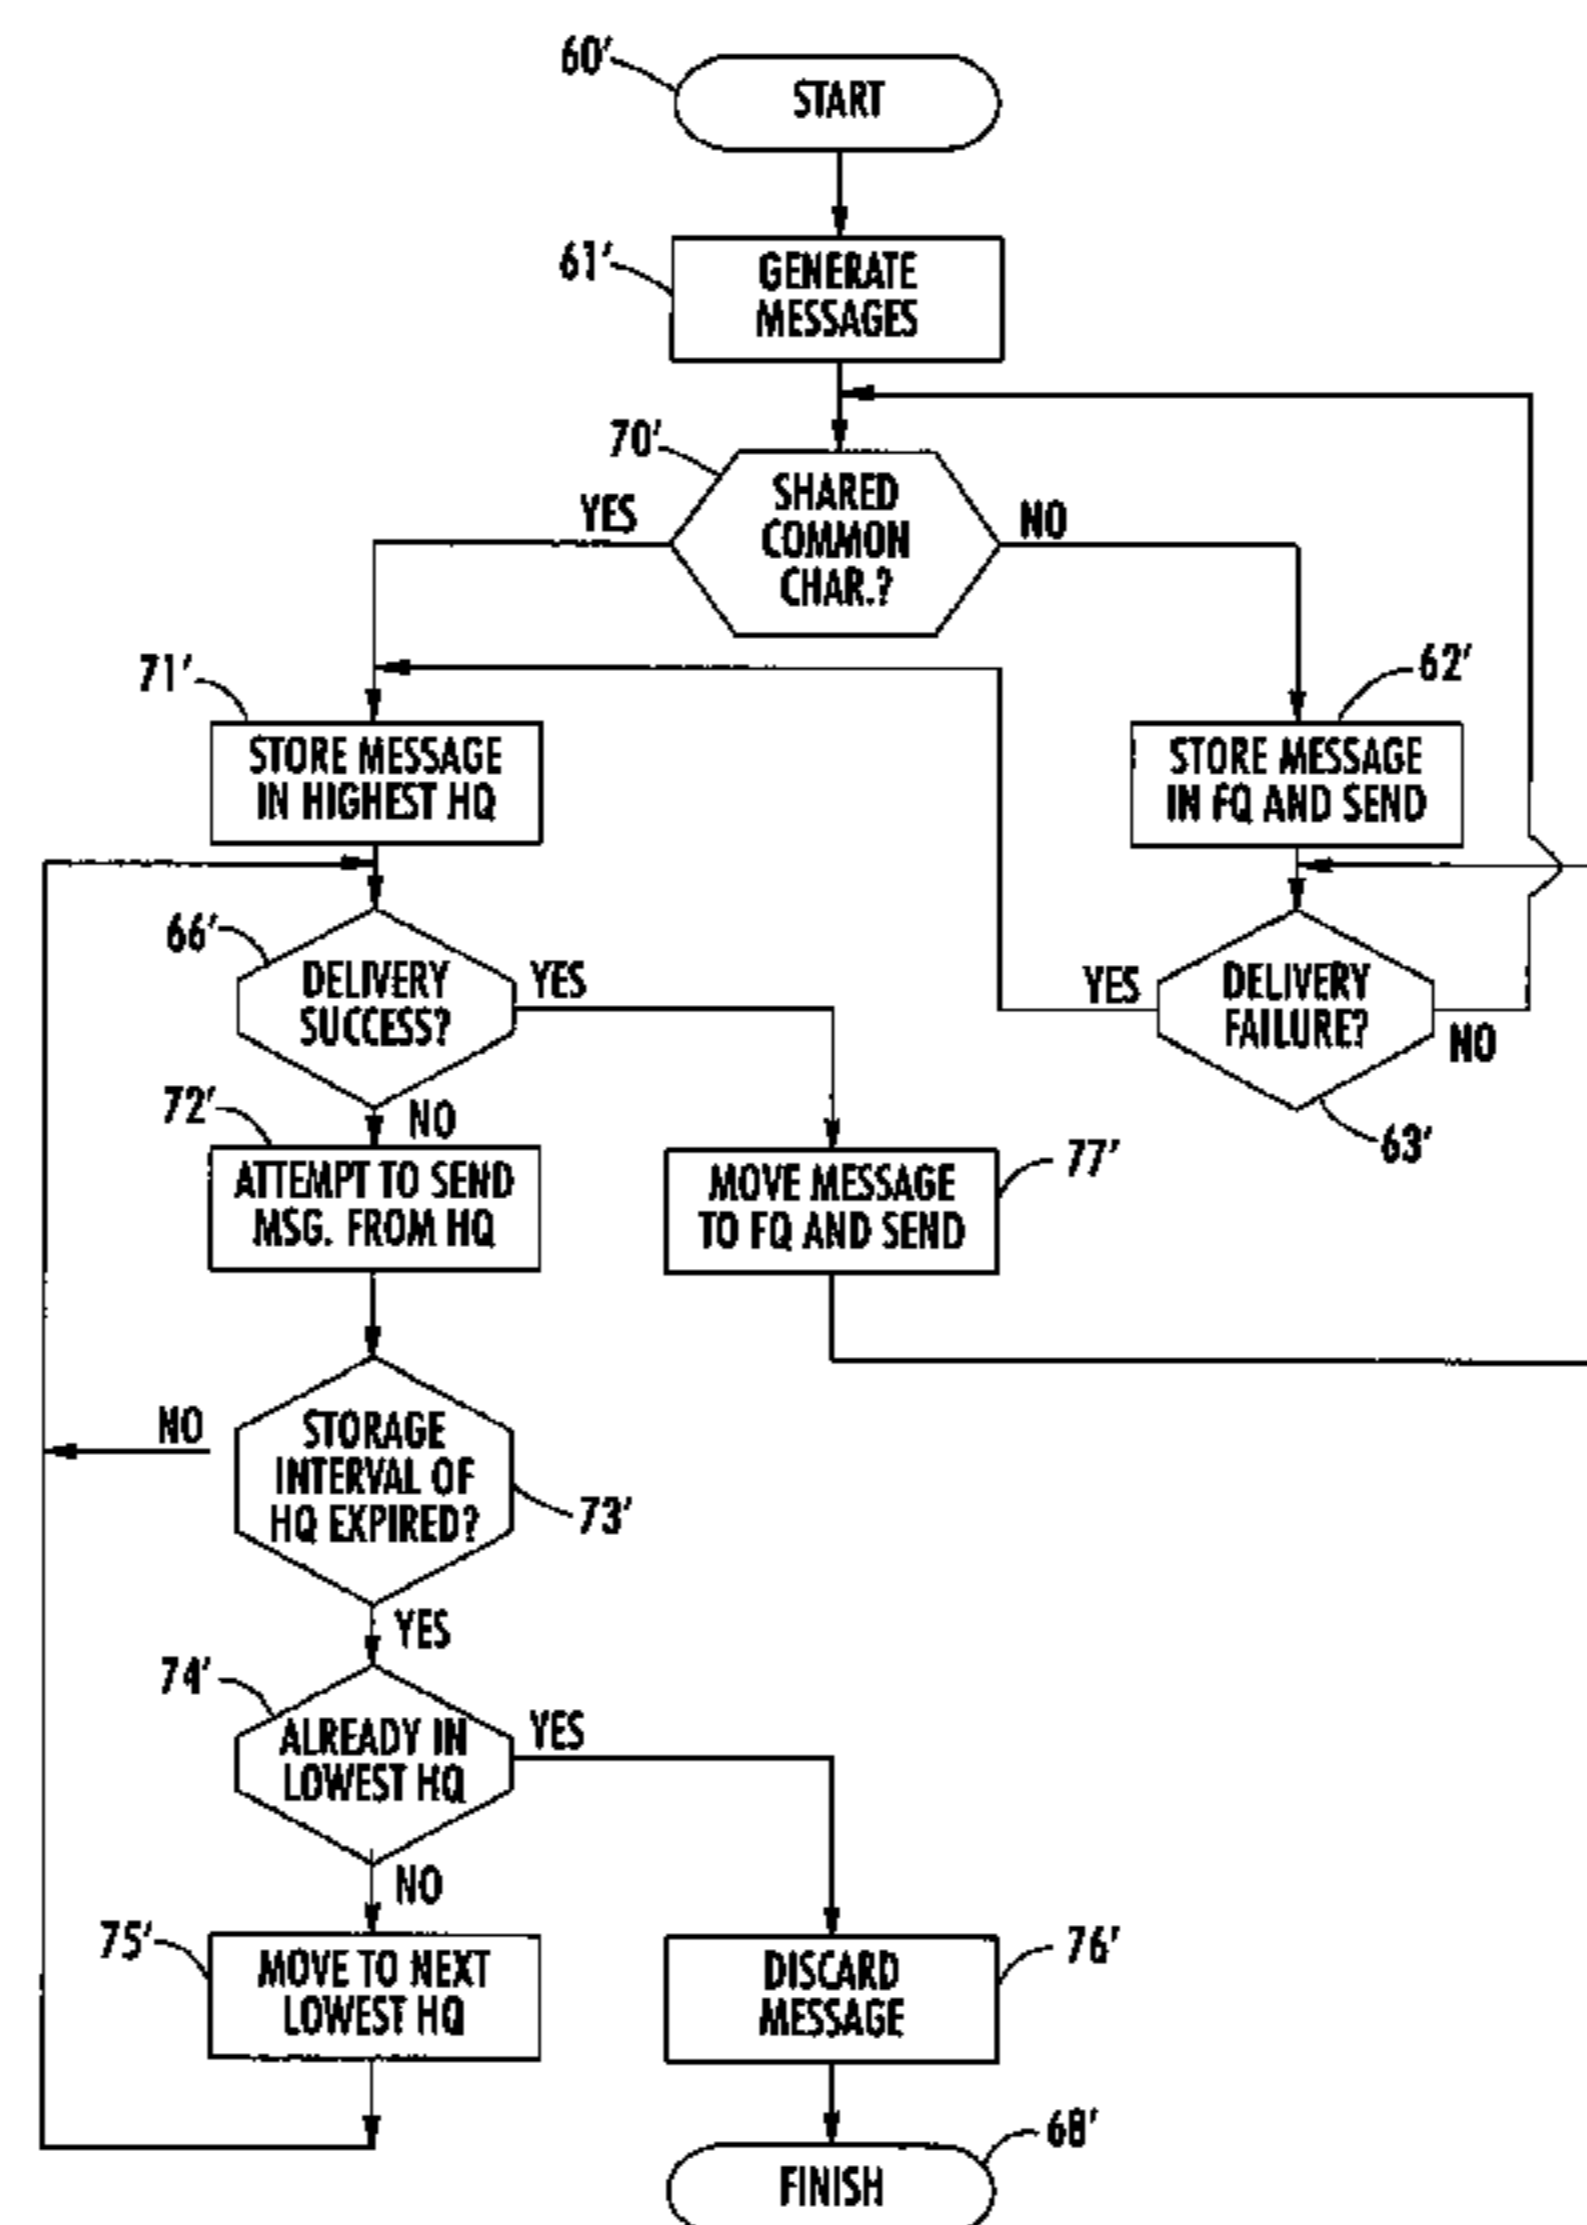 60'
START
61'
GENERATE
MESSAGES
70'
SHARED
COMMON
CHAR.?
YES
NO
71'
STORE MESSAGE
IN HIGHEST HQ
62'
STORE MESSAGE
IN FQ AND SEND
66'
DELIVERY
SUCCESS?
YES
NO
YES
DELIVERY
FAILURE?
NO
63'
72'
ATTEMPT TO SEND
MSG. FROM HQ
MOVE MESSAGE
TO FQ AND SEND
77'
NO
STORAGE
INTERVAL OF
HQ EXPIRED?
73'
YES
74'
ALREADY IN
LOWEST HQ
YES
NO
75'
MOVE TO NEXT
LOWEST HQ
DISCARD
MESSAGE
76'
68'
FINISH